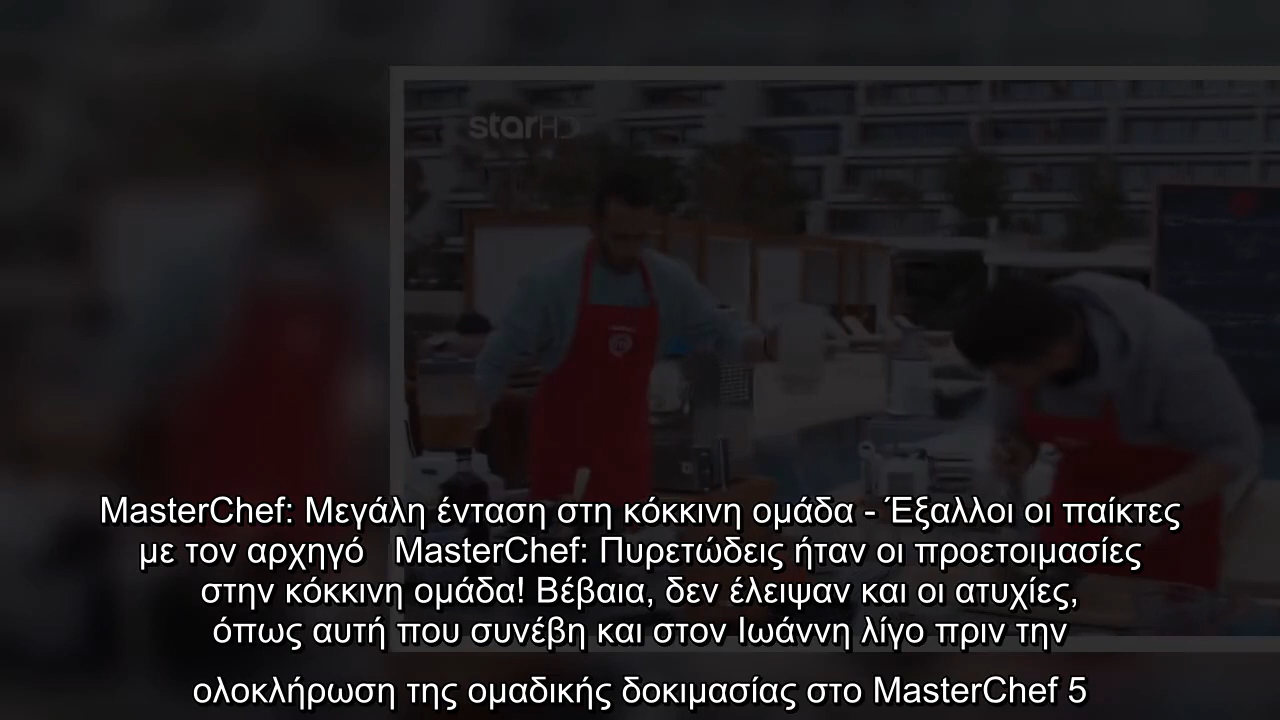 starHD
MasterChef: Μεγάλη ένταση στη κόκκινη ομάδα - Έξαλλοι οι παίκτες
με τον αρχηγό MasterChef: Πυρετώδεις ήταν οι προετοιμασίες
στην κόκκινη ομάδα! Βέβαια, δεν έλειψαν και οι ατυχίες,
όπως αυτή που συνέβη και στον Ιωάννη λίγο πριν την
ολοκλήρωση της ομαδικής δοκιμασίας στο MasterChef 5